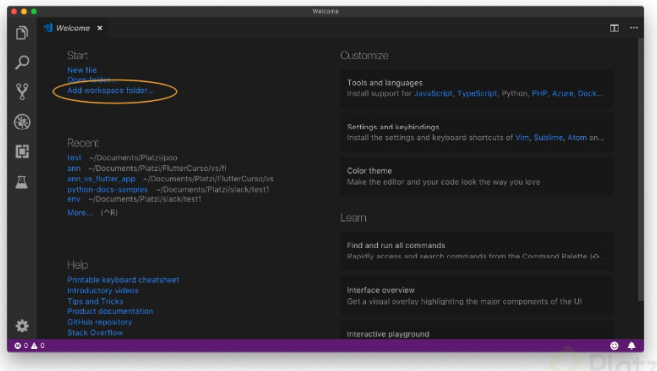 Welcome
Welcome ×
Start
New file
Open folder...
Add workspace folder...
Recent
test ~/Documents/Platzi/poo
ann ~/Documents/Platzi/FlutterCurso/vs/fl
ann_vs_flutter_app ~/Documents/Platzi/FlutterCurso/vs
python-docs-samples ~/Documents/Platzi/slack/test1
env ~/Documents/Platzi/slack/test1
More... (^R)
Help
Printable keyboard cheatsheet
Introductory videos
Tips and Tricks
Product documentation
GitHub repository
Stack Overflow
Customize
Tools and languages
Install support for JavaScript, TypeScript, Python, PHP, Azure, Dock...
Settings and keybindings
Install the settings and keyboard shortcuts of Vim, Sublime, Atom an...
Color theme
Make the editor and your code look the way you love
Learn
Find and run all commands
Rapidly access and search commands from the Command Palette (⇧...
Interface overview
Get a visual overlay highlighting the major components of the UI
Interactive playground
0 0
Platzi